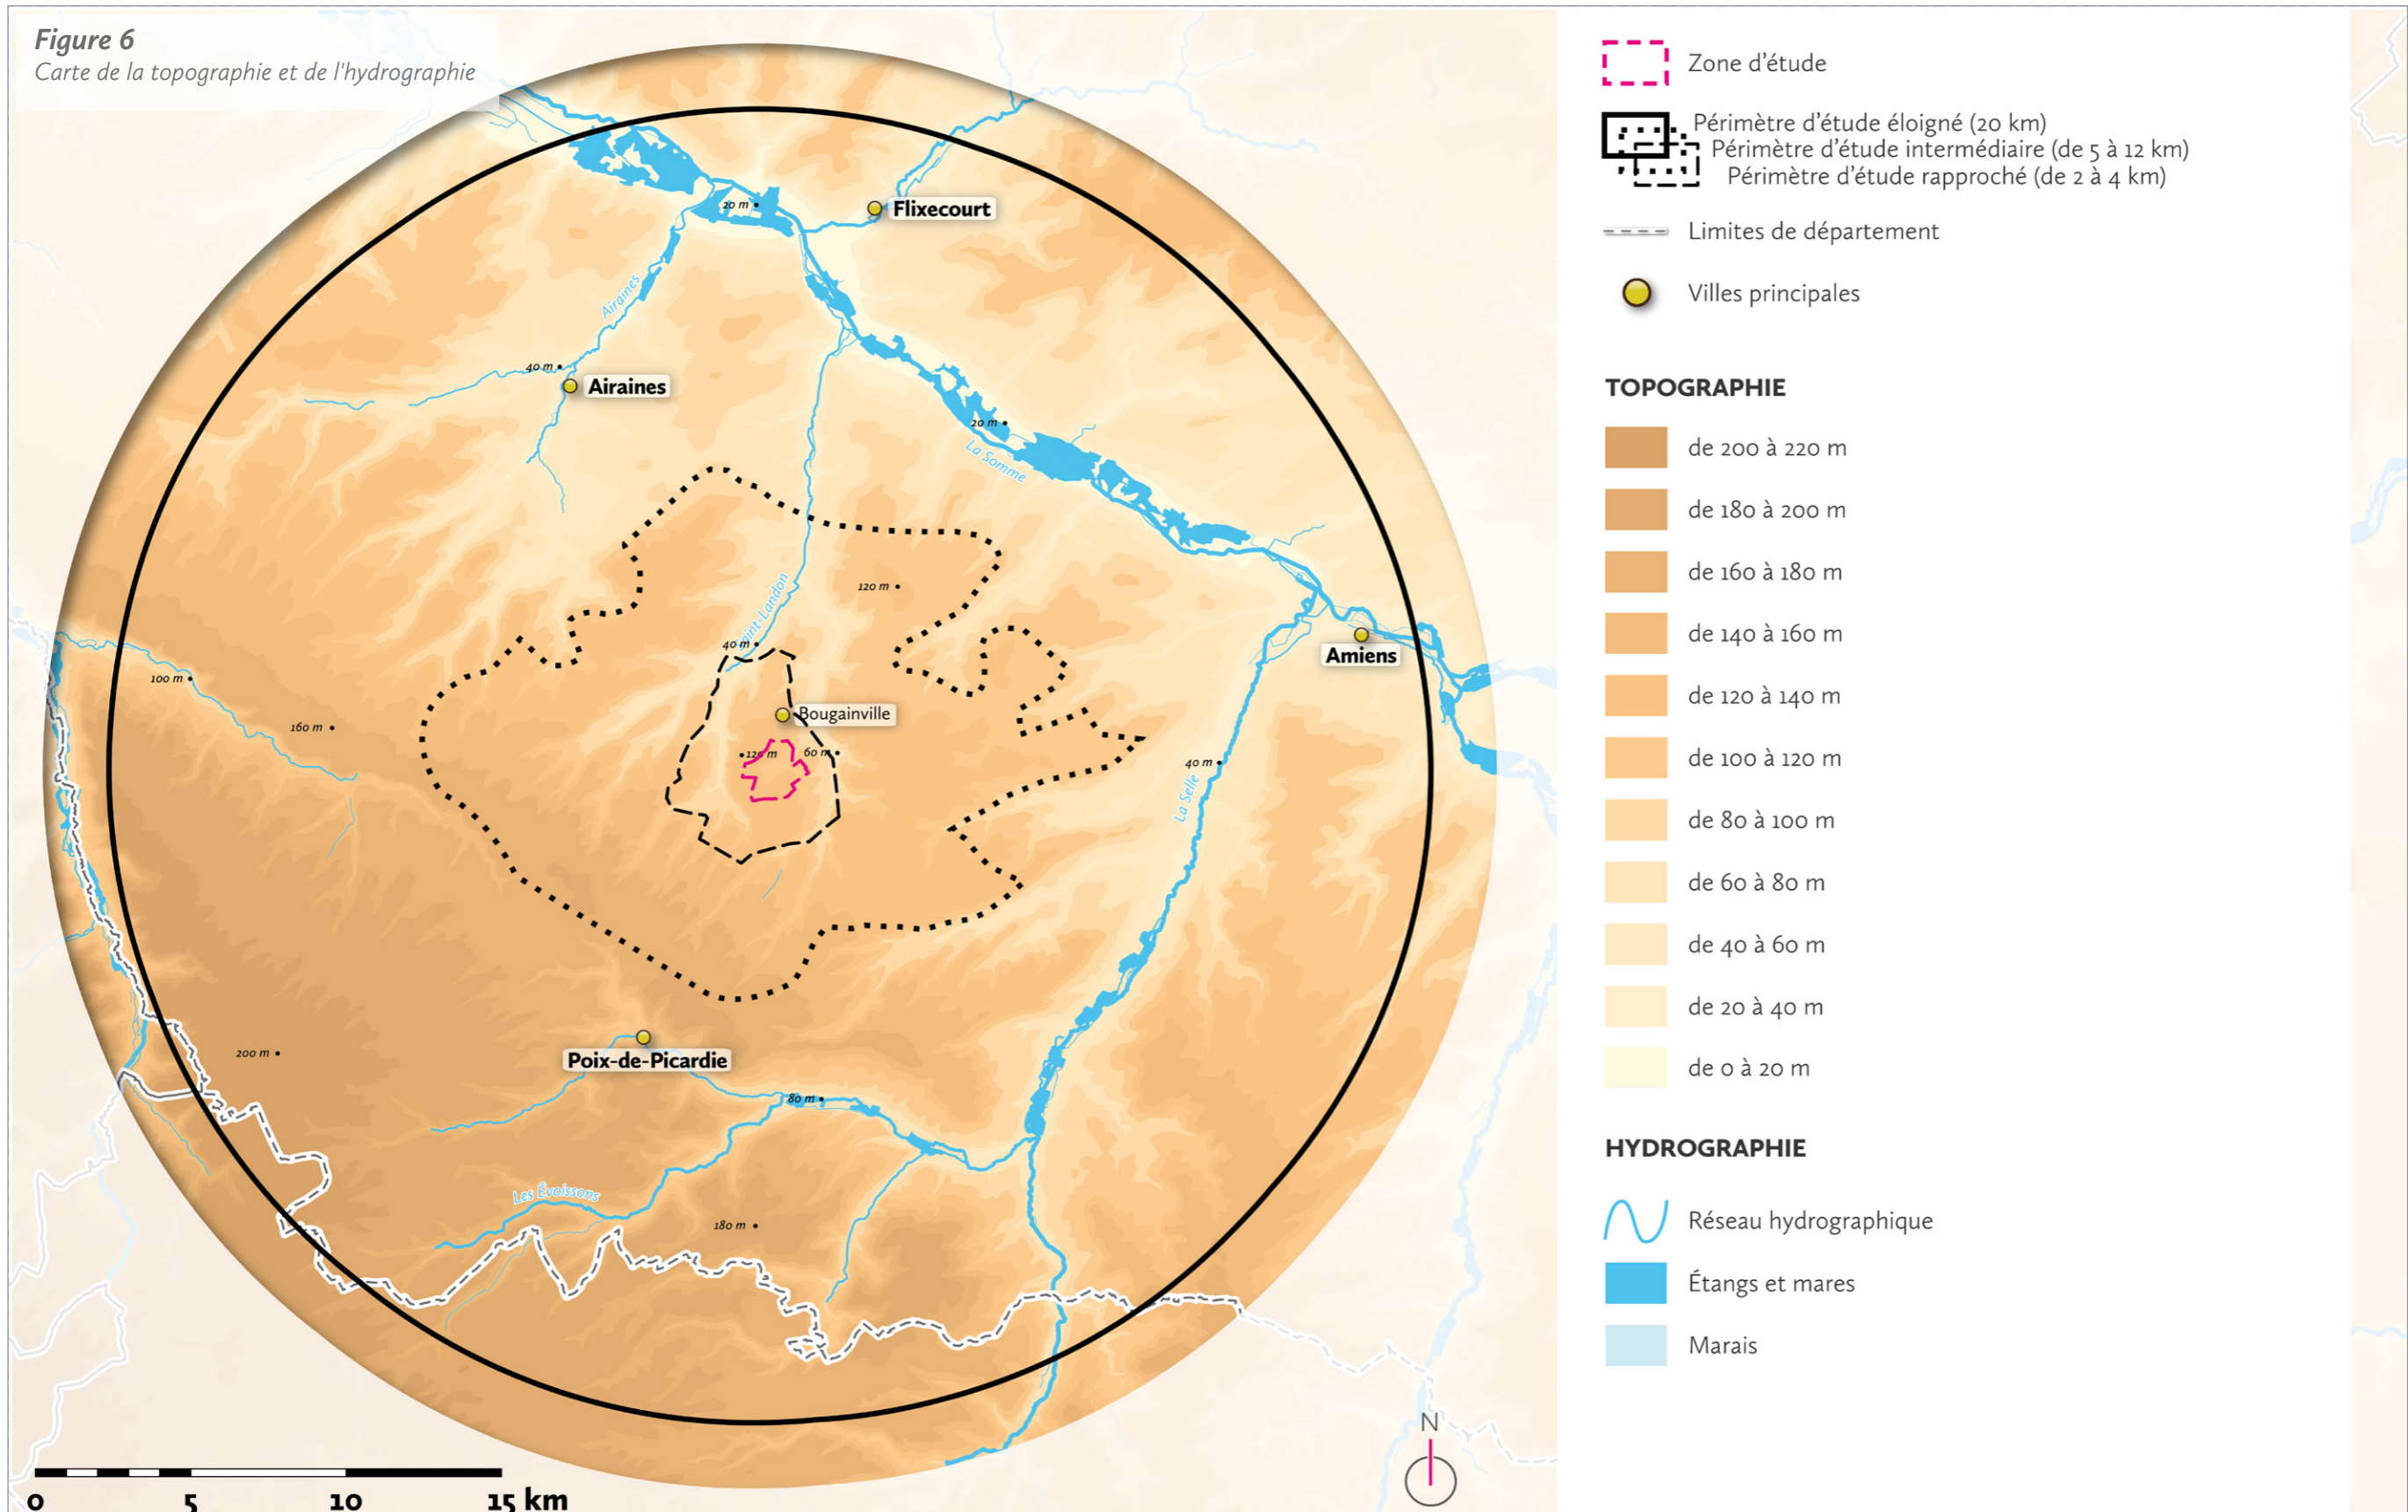 Figure 6
Carte de la topographie et de l'hydrographie
20 m
Flixecourt
Airaines
40 m
Airaines
20 m
La Somme
120 m
Saint-Landon
40 m
Amiens
100 m
160 m
Bougainville
120 m
60 m
40 m
La Selle
200 m
Poix-de-Picardie
80 m
Les Évoissons
180 m
N
0 5 10 15 km
Zone d'étude
Périmètre d'étude éloigné (20 km)
Périmètre d'étude intermédiaire (de 5 à 12 km)
Périmètre d'étude rapproché (de 2 à 4 km)
Limites de département
Villes principales
TOPOGRAPHIE
de 200 à 220 m
de 180 à 200 m
de 160 à 180 m
de 140 à 160 m
de 120 à 140 m
de 100 à 120 m
de 80 à 100 m
de 60 à 80 m
de 40 à 60 m
de 20 à 40 m
de 0 à 20 m
HYDROGRAPHIE
Réseau hydrographique
Étangs et mares
Marais